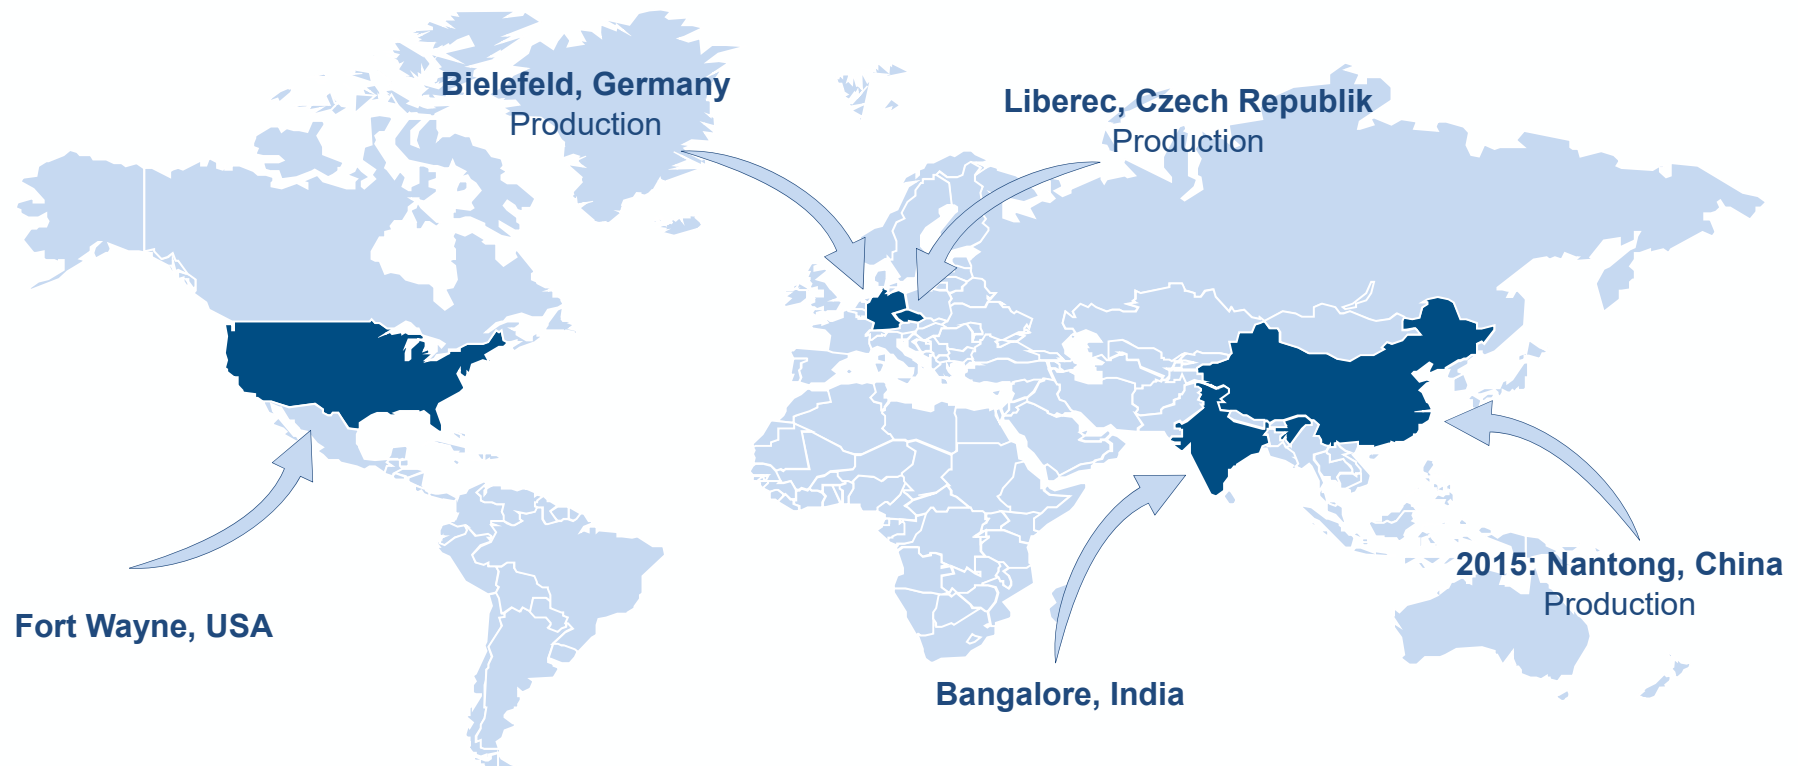 Bielefeld, Germany
Production
Liberec, Czech Republik
Production
2015: Nantong, China
Production
Fort Wayne, USA
Bangalore, India